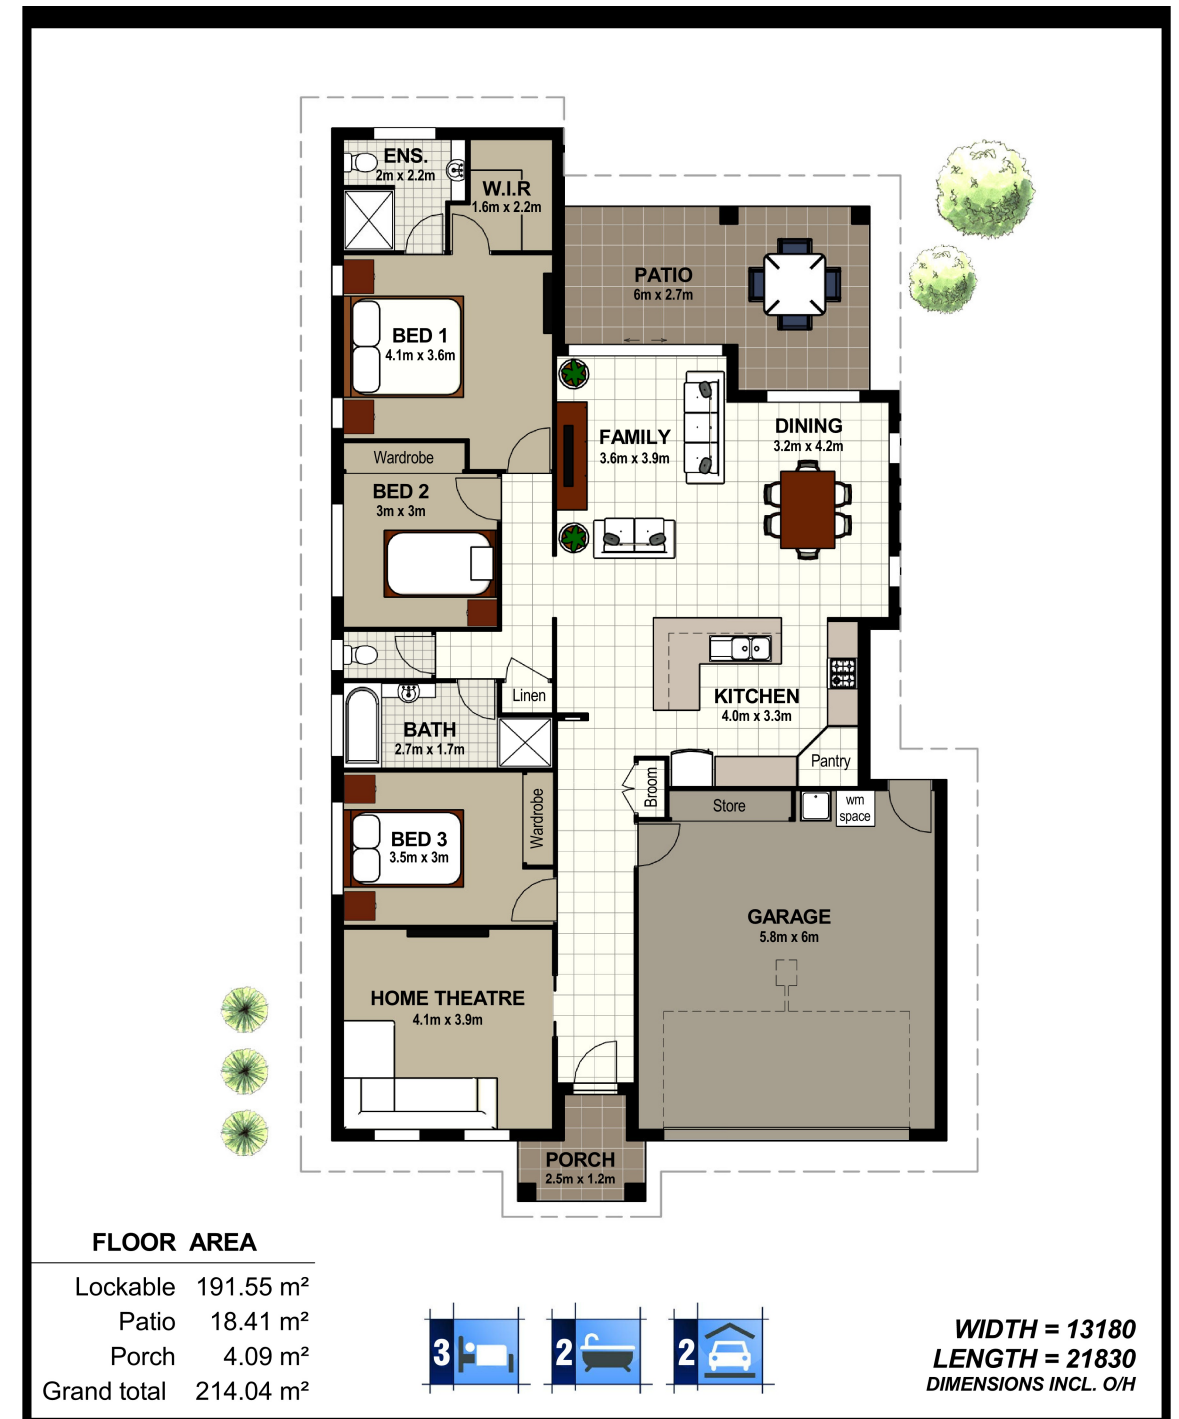 ENS.
2m x 2.2m
W.I.R
1.6m x 2.2m
PATIO
6m x 2.7m
BED 1
4.1m x 3.6m
DINING
3.2m x 4.2m
FAMILY
3.6m x 3.9m
Wardrobe
BED 2
3m x 3m
Linen
KITCHEN
4.0m x 3.3m
BATH
2.7m x 1.7m
Pantry
Broom
Store
wm
space
Wardrobe
BED 3
3.5m x 3m
GARAGE
5.8m x 6m
HOME THEATRE
4.1m x 3.9m
PORCH
2.5m x 1.2m
FLOOR AREA
Lockable 191.55 m²
Patio 18.41 m²
Porch 4.09 m²
Grand total 214.04 m²
3 2 2
WIDTH = 13180
LENGTH = 21830
DIMENSIONS INCL. O/H